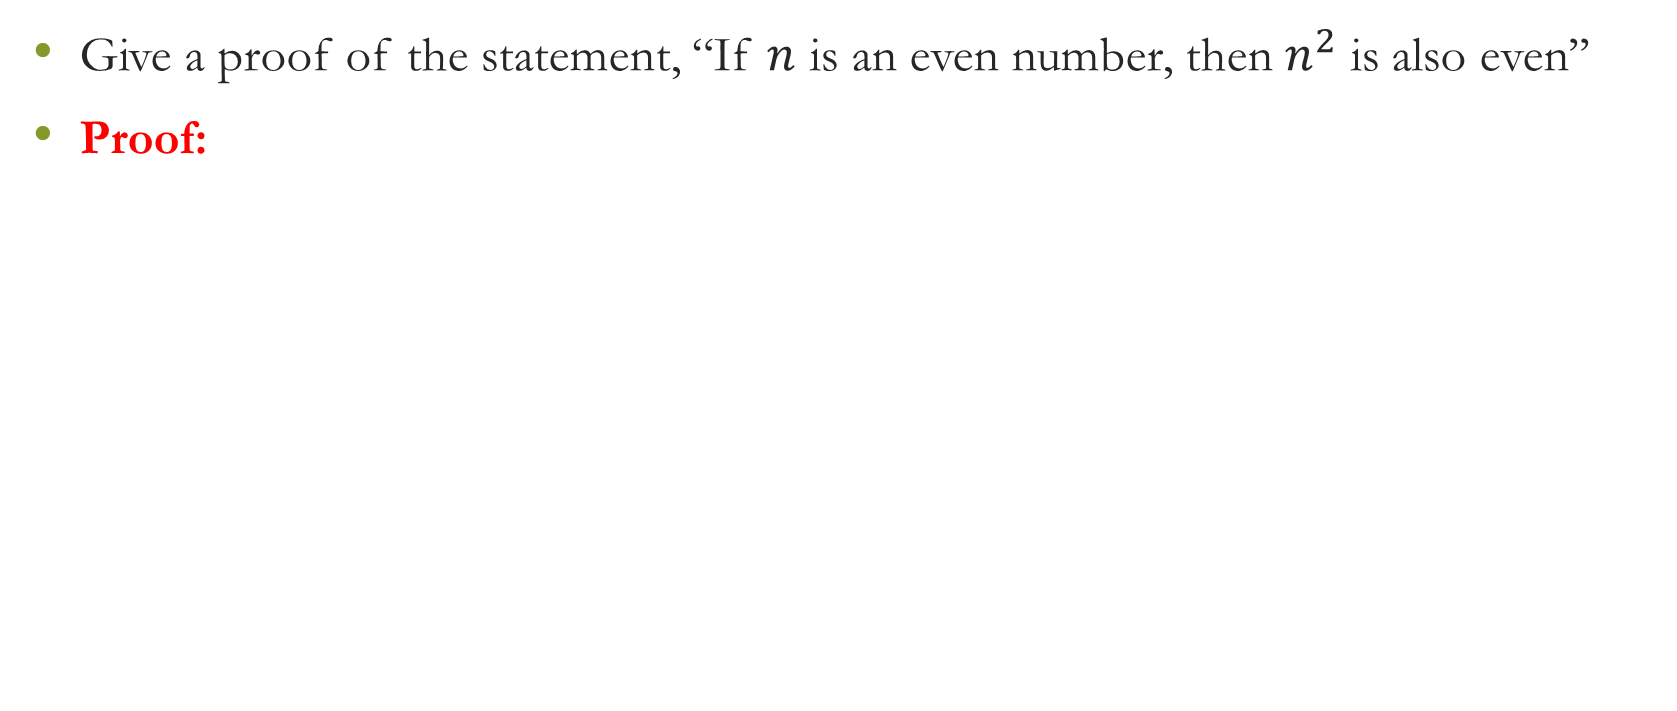 • Give a proof of the statement, “If n is an even number, then n² is also even”
• Proof: